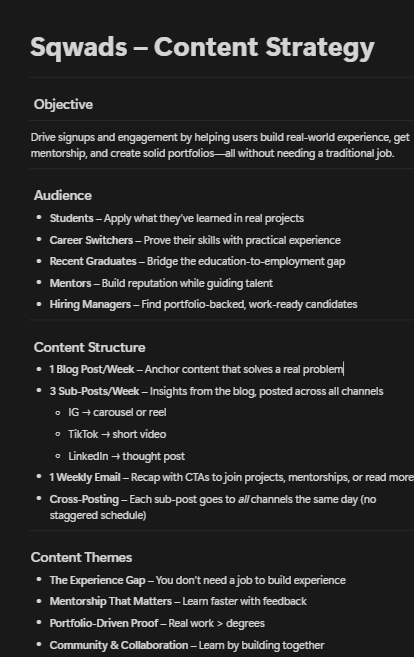 Sqwads – Content Strategy
Objective
Drive signups and engagement by helping users build real-world experience, get
mentorship, and create solid portfolios—all without needing a traditional job.
Audience
• Students – Apply what they've learned in real projects
• Career Switchers – Prove their skills with practical experience
• Recent Graduates – Bridge the education-to-employment gap
• Mentors – Build reputation while guiding talent
• Hiring Managers – Find portfolio-backed, work-ready candidates
Content Structure
• 1 Blog Post/Week – Anchor content that solves a real problem
• 3 Sub-Posts/Week – Insights from the blog, posted across all channels
◦ IG → carousel or reel
◦ TikTok → short video
◦ LinkedIn → thought post
• 1 Weekly Email – Recap with CTAs to join projects, mentorships, or read more
• Cross-Posting – Each sub-post goes to all channels the same day (no
staggered schedule)
Content Themes
• The Experience Gap – You don't need a job to build experience
• Mentorship That Matters – Learn faster with feedback
• Portfolio-Driven Proof – Real work > degrees
• Community & Collaboration – Learn by building together